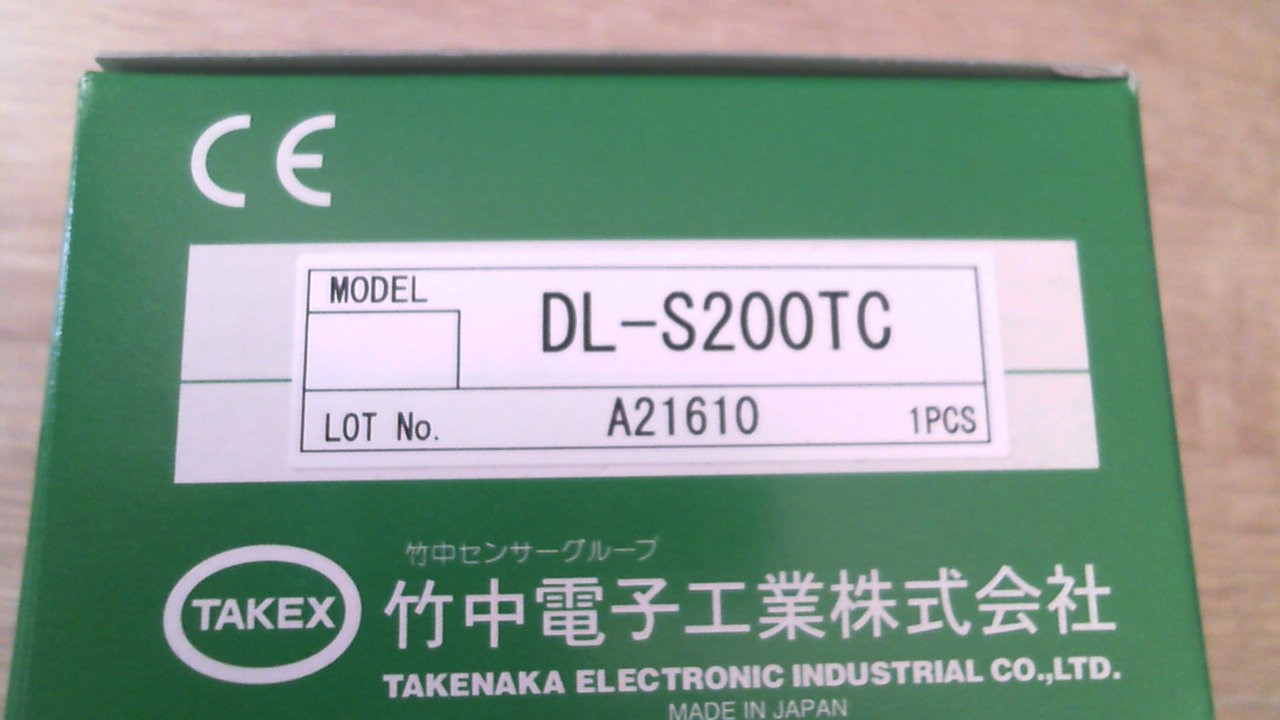 CE
MODEL
DL-S200TC
LOT No. A21610 1PCS
竹中センサーグループ
TAKEX
竹中電子工業株式会社
TAKENAKA ELECTRONIC INDUSTRIAL CO.,LTD.
MADE IN JAPAN